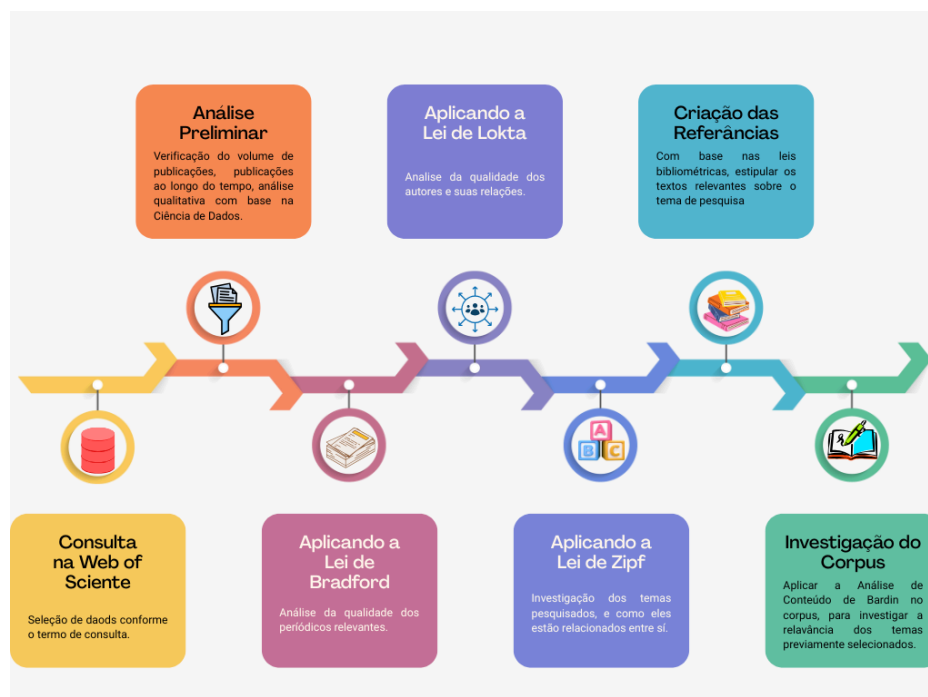 Análise
Preliminar
Verificação do volume de
publicações, publicações
ao longo do tempo, análise
qualitativa com base na
Ciência de Dados.
Aplicando a
Lei de Lokta
Analise da qualidade dos
autores e suas relações.
Criação das
Referâncias
Com base nas leis
bibliométricas, estipular os
textos relevantes sobre o
tema de pesquisa
A
B
C
Consulta
na Web of
Sciente
Seleção de daods conforme
o termo de consulta.
Aplicando a
Lei de
Bradford
Análise da qualidade dos
períódicos relevantes.
Aplicando a
Lei de Zipf
Investigação dos temas
pesquisados, e como eles
estão relacionados entre sí.
Investigação do
Corpus
Aplicar a Análise de
Conteúdo de Bardin no
corpus, para investigar a
relavância dos temas
previamente selecionados.